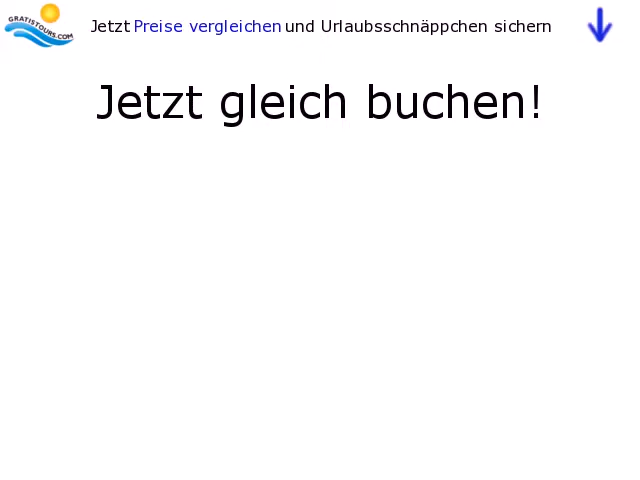 GRATISTOURS.COM
Jetzt Preise vergleichen und Urlaubsschnäppchen sichern
Jetzt gleich buchen!